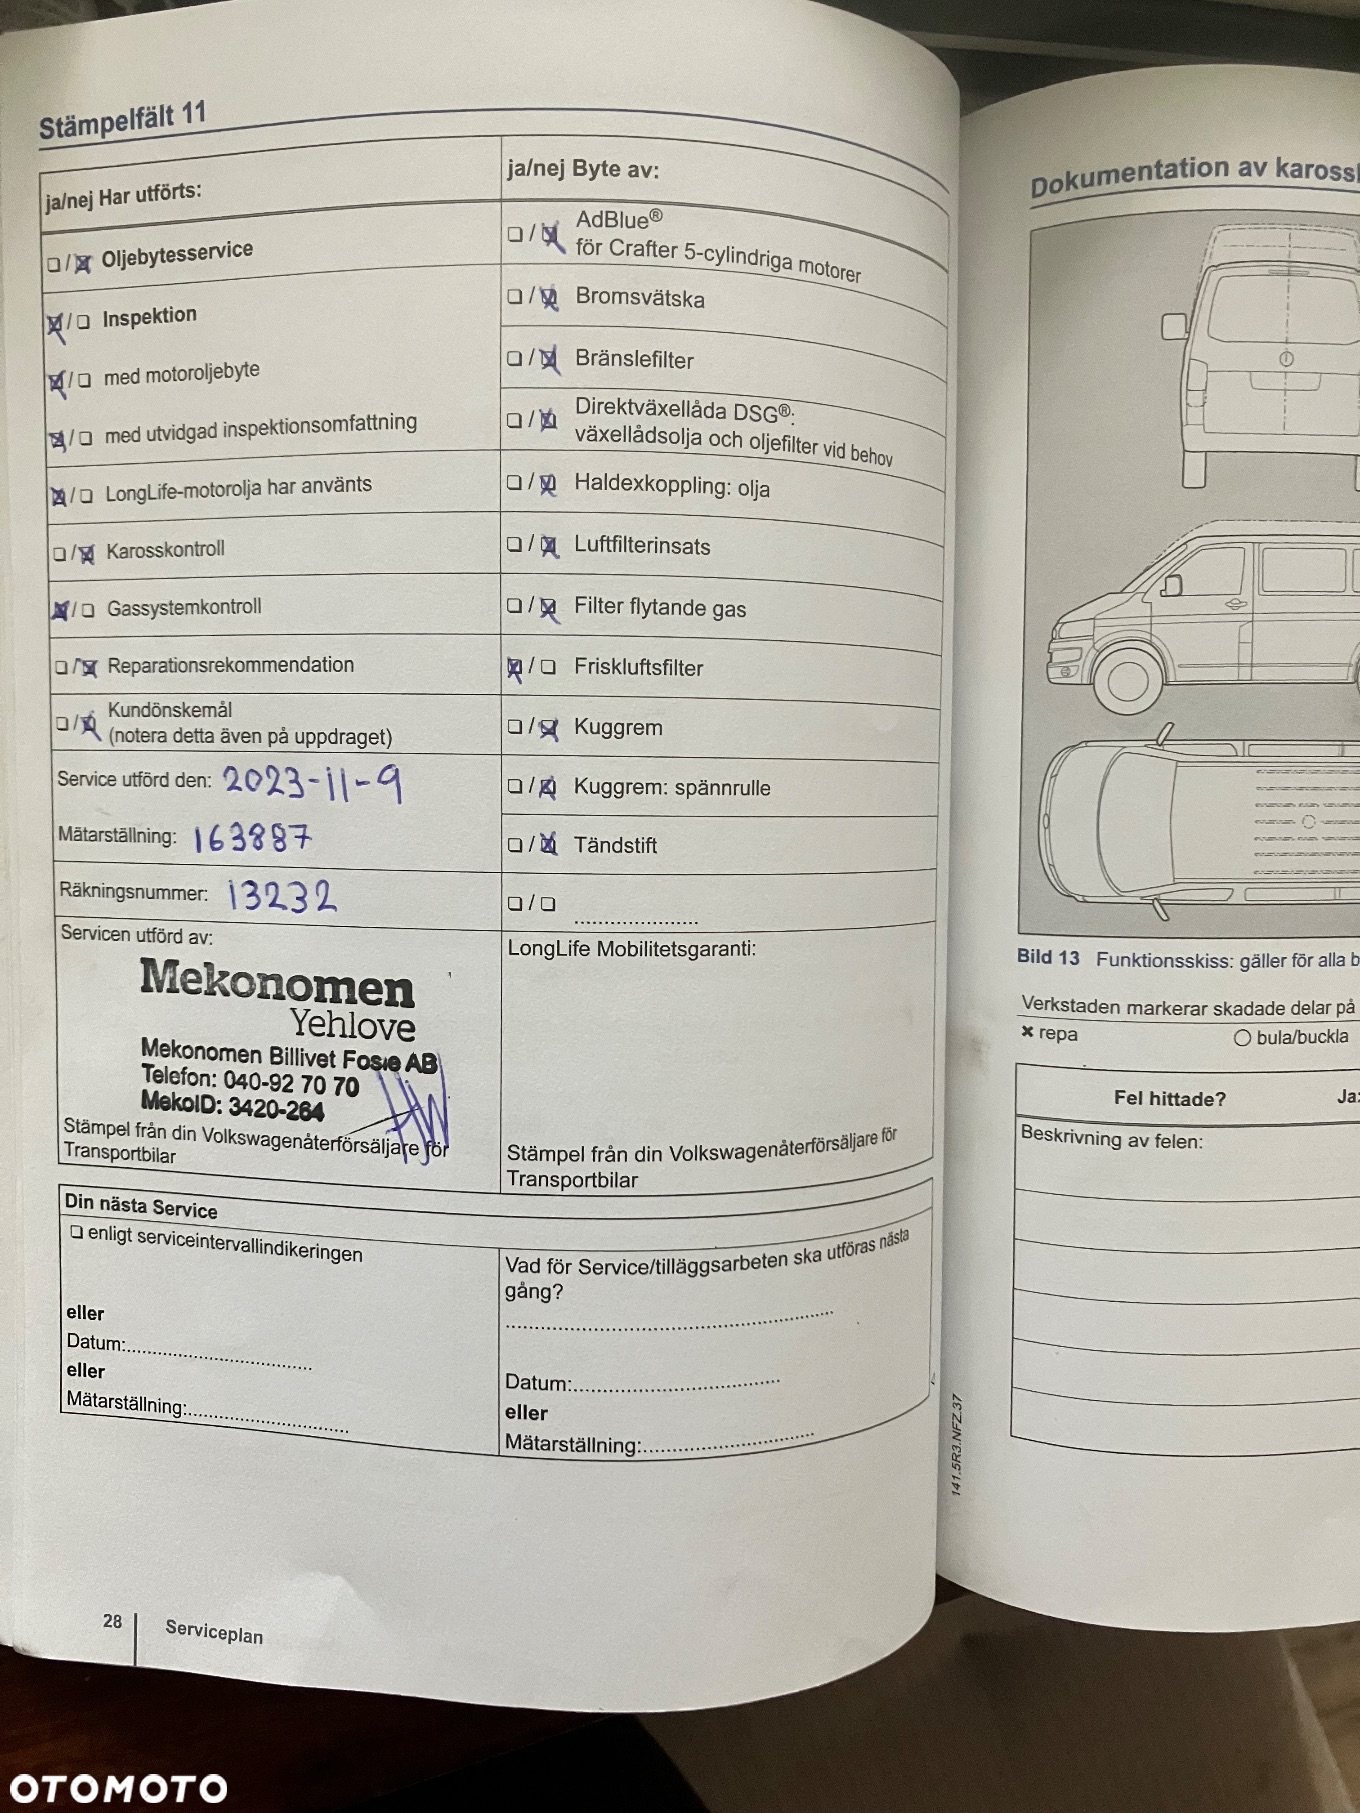 Stämpelfält 11
ja/nej Har utförts:
❏ / ☒ Oljebytesservice
☒ / ❏ Inspektion
☒ / ❏ med motoroljebyte
☒ / ❏ med utvidgad inspektionsomfattning
☒ / ❏ LongLife-motorolja har använts
❏ / ☒ Karosskontroll
☒ / ❏ Gassystemkontroll
❏ / ☒ Reparationsrekommendation
❏ / ☒ Kundönskemål
(notera detta även på uppdraget)
Service utförd den: 2023-11-9
Mätarställning: 163887
Räkningsnummer: 13232
Servicen utförd av:
Mekonomen
Yehlove
Mekonomen Billivet Fosie AB
Telefon: 040-92 70 70
MekoID: 3420-264
Stämpel från din Volkswagenåterförsäljare för
Transportbilar
ja/nej Byte av:
❏ / ☒ AdBlue®
för Crafter 5-cylindriga motorer
❏ / ☒ Bromsvätska
❏ / ☒ Bränslefilter
❏ / ☒ Direktväxellåda DSG®:
växellådsolja och oljefilter vid behov
❏ / ☒ Haldexkoppling: olja
❏ / ☒ Luftfilterinsats
❏ / ☒ Filter flytande gas
☒ / ❏ Friskluftsfilter
❏ / ☒ Kuggrem
❏ / ☒ Kuggrem: spännrulle
❏ / ☒ Tändstift
❏ / ❏ .....................
LongLife Mobilitetsgaranti:
Stämpel från din Volkswagenåterförsäljare för
Transportbilar
Din nästa Service
❏ enligt serviceintervallindikeringen
eller
Datum:................................
eller
Mätarställning:...........................
Vad för Service/tilläggsarbeten ska utföras nästa
gång?
......................................................
Datum:...................................
eller
Mätarställning:.............................
28 Serviceplan
141.5R3.NFZ.37
Dokumentation av kaross
Bild 13 Funktionsskiss: gäller för alla b
Verkstaden markerar skadade delar på
✖ repa ❍ bula/buckla
Fel hittade? Ja:
Beskrivning av felen:
OTOMOTO